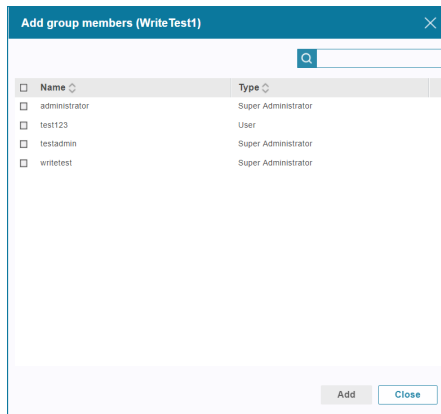 Add group members (WriteTest1)
Name Type
administrator Super Administrator
test123 User
testadmin Super Administrator
writetest Super Administrator
Add Close